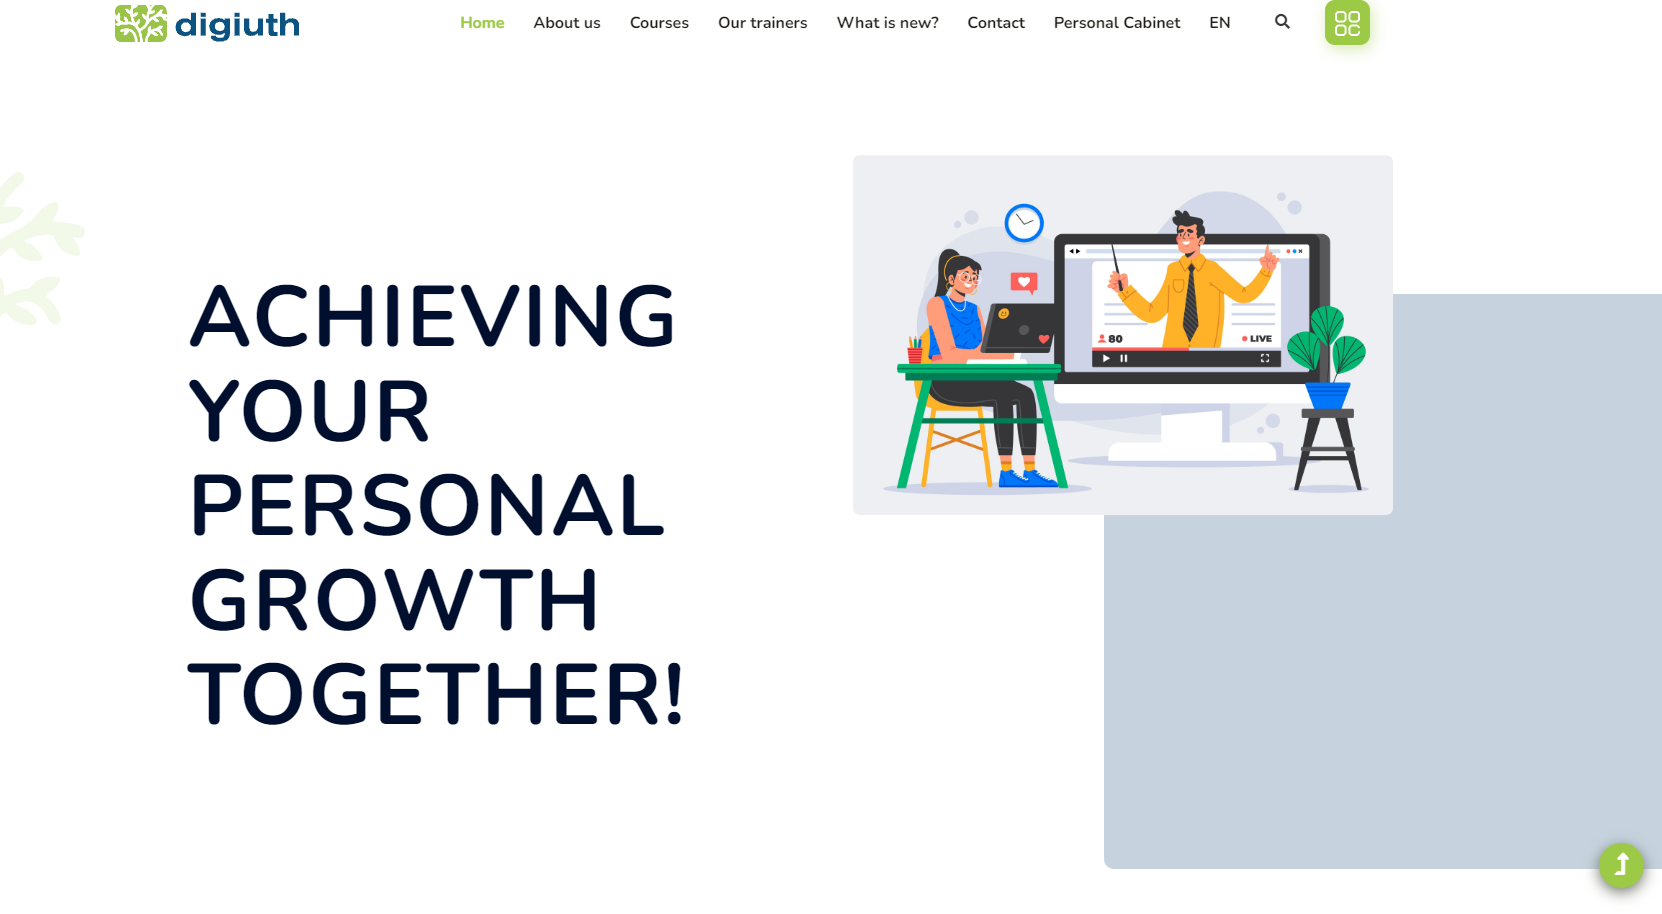 digiuth
Home About us Courses Our trainers What is new? Contact Personal Cabinet EN
ACHIEVING
YOUR
PERSONAL
GROWTH
TOGETHER!
80 LIVE